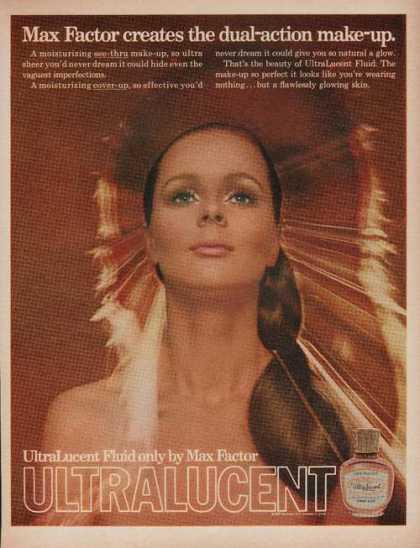 Max Factor creates the dual-action make-up.
A moisturizing see-thru make-up, so ultra
sheer you'd never dream it could hide even the
vaguest imperfections.
A moisturizing cover-up, so effective you'd
never dream it could give you so natural a glow.
That's the beauty of UltraLucent Fluid. The
make-up so perfect it looks like you're wearing
nothing...but a flawlessly glowing skin.
UltraLucent Fluid only by Max Factor
ULTRALUCENT
UltraLucent